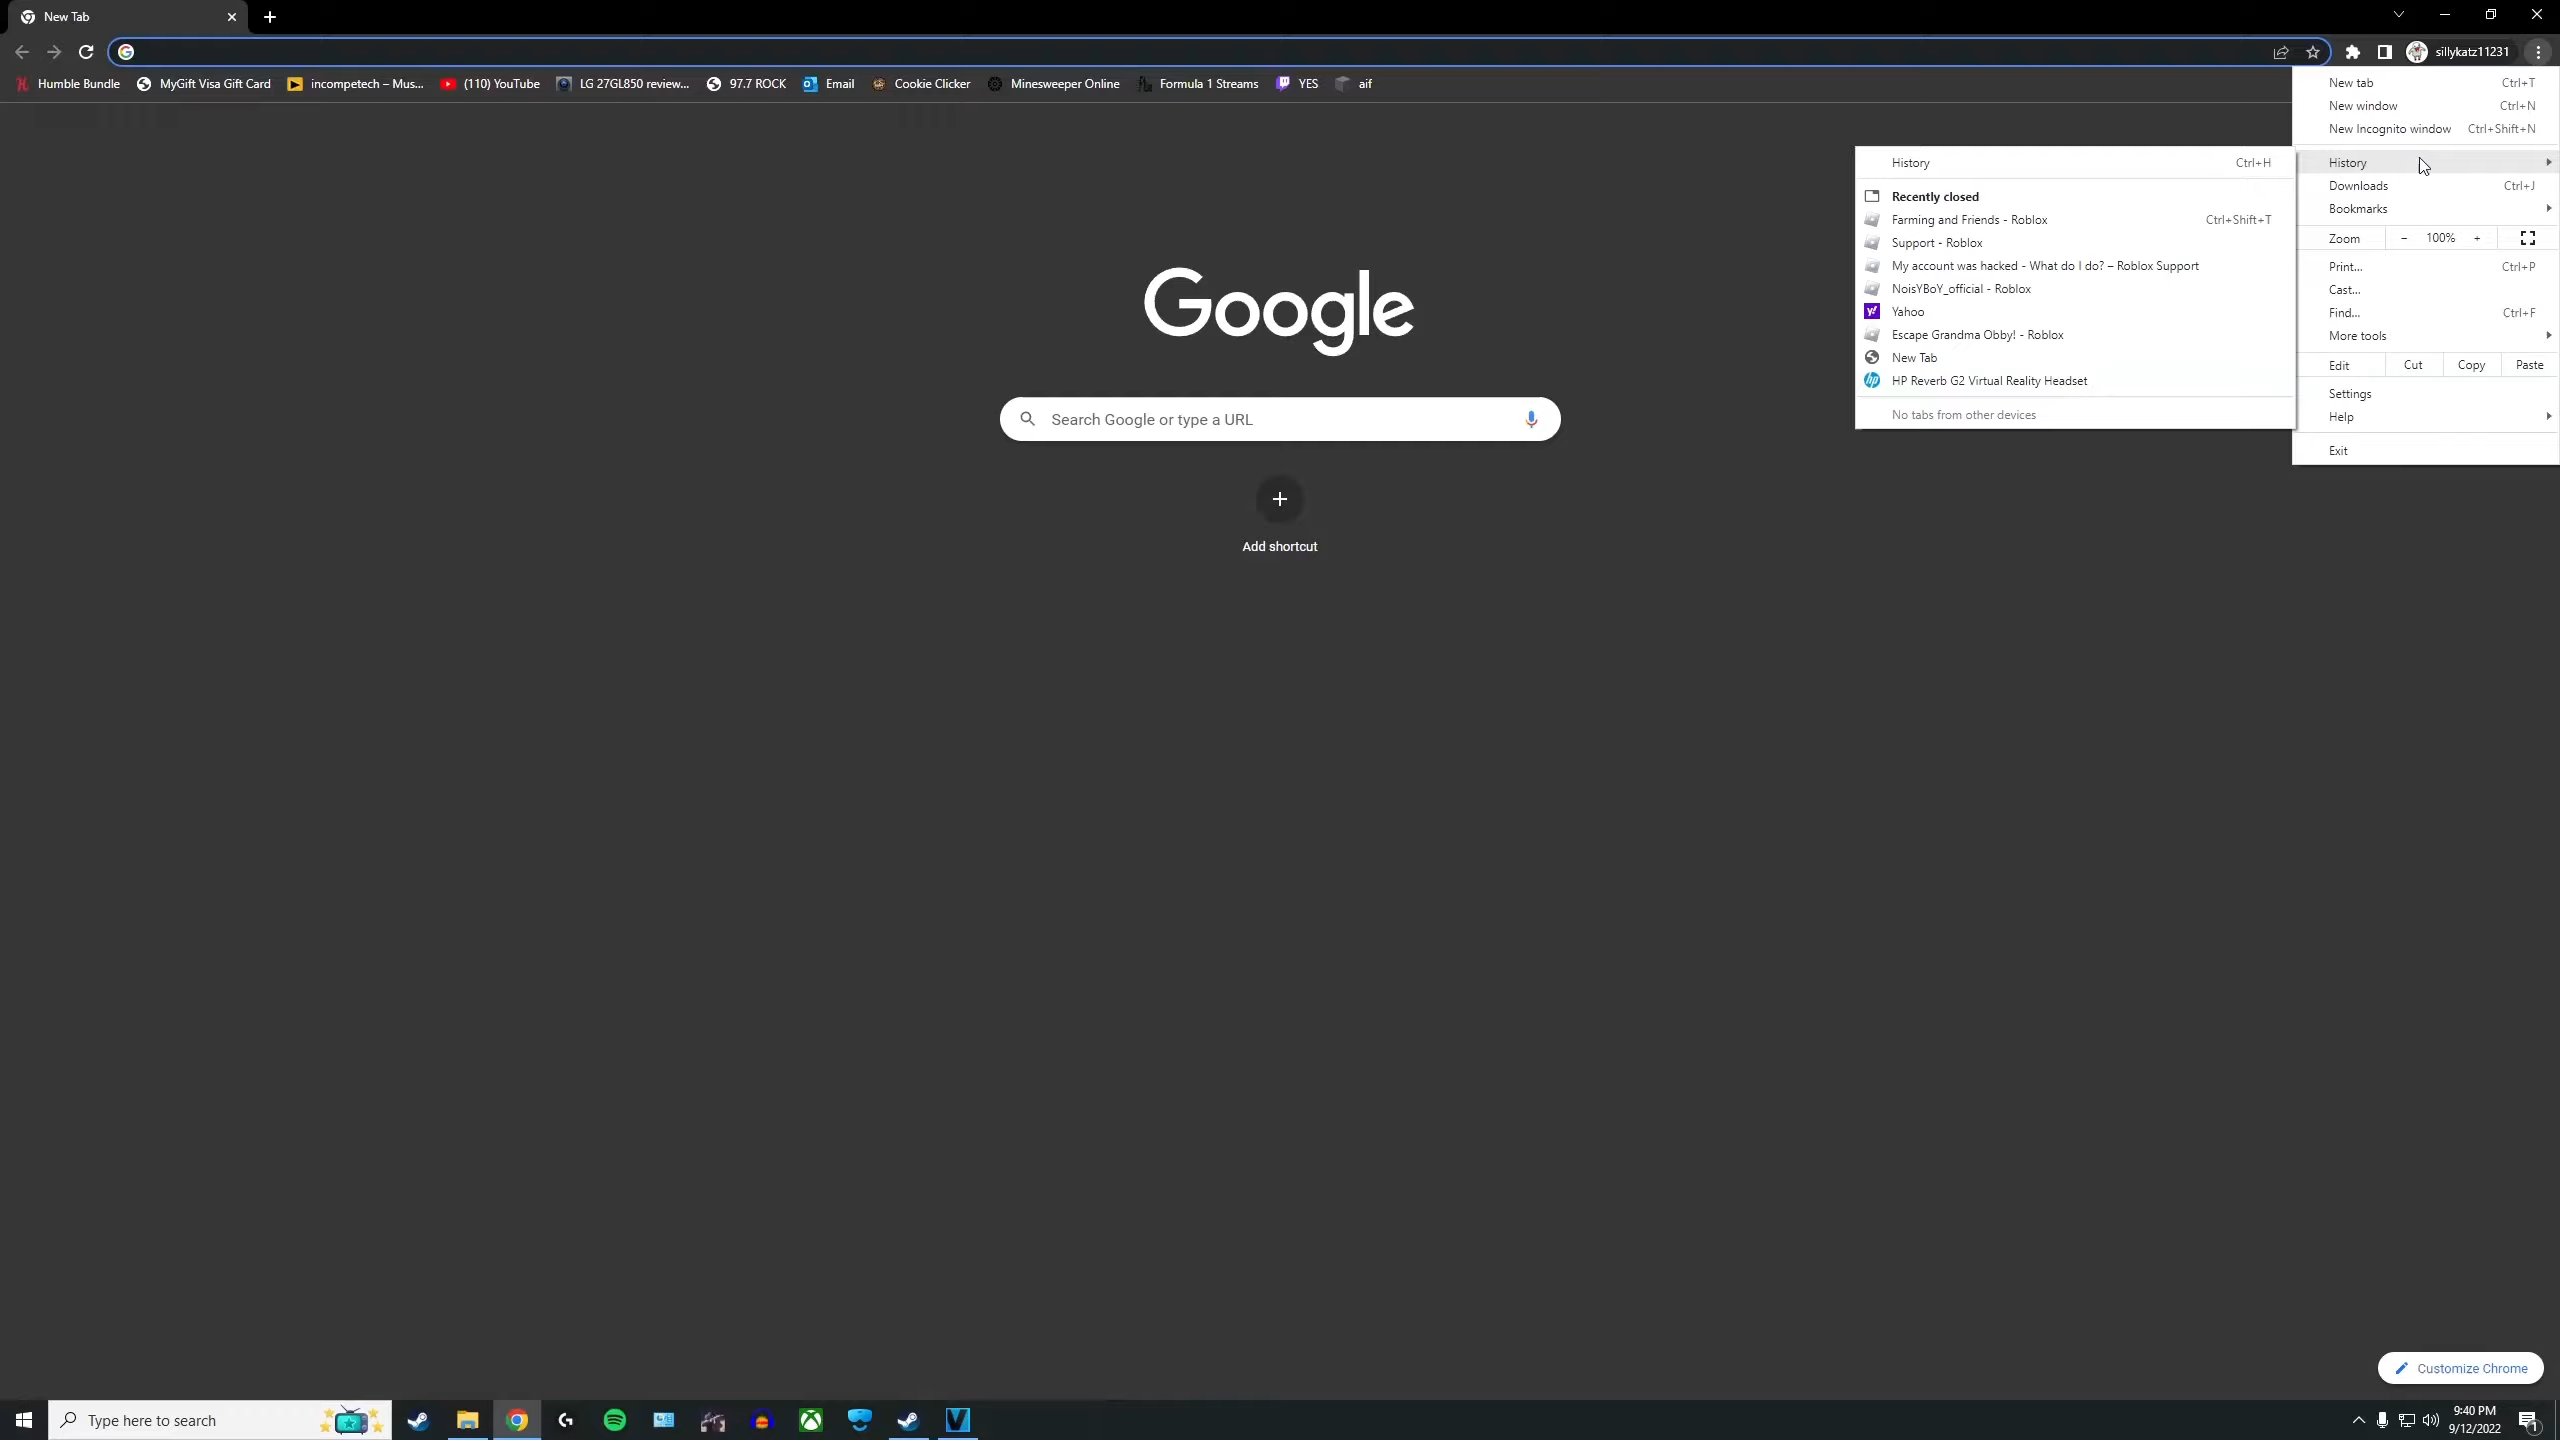 New Tab
sillykatz11231
Humble Bundle
MyGift Visa Gift Card
incompetech – Mus...
(110) YouTube
LG 27GL850 review...
97.7 ROCK
Email
Cookie Clicker
Minesweeper Online
Formula 1 Streams
YES
aif
New tab Ctrl+T
New window Ctrl+N
New Incognito window Ctrl+Shift+N
History
Downloads Ctrl+J
Bookmarks
Zoom − 100% +
Print... Ctrl+P
Cast...
Find... Ctrl+F
More tools
Edit Cut Copy Paste
Settings
Help
Exit
History Ctrl+H
Recently closed
Farming and Friends - Roblox Ctrl+Shift+T
Support - Roblox
My account was hacked - What do I do? – Roblox Support
NoisYBoY_official - Roblox
Yahoo
Escape Grandma Obby! - Roblox
New Tab
HP Reverb G2 Virtual Reality Headset
No tabs from other devices
Google
Search Google or type a URL
Add shortcut
Customize Chrome
Type here to search
9:40 PM
9/12/2022
1